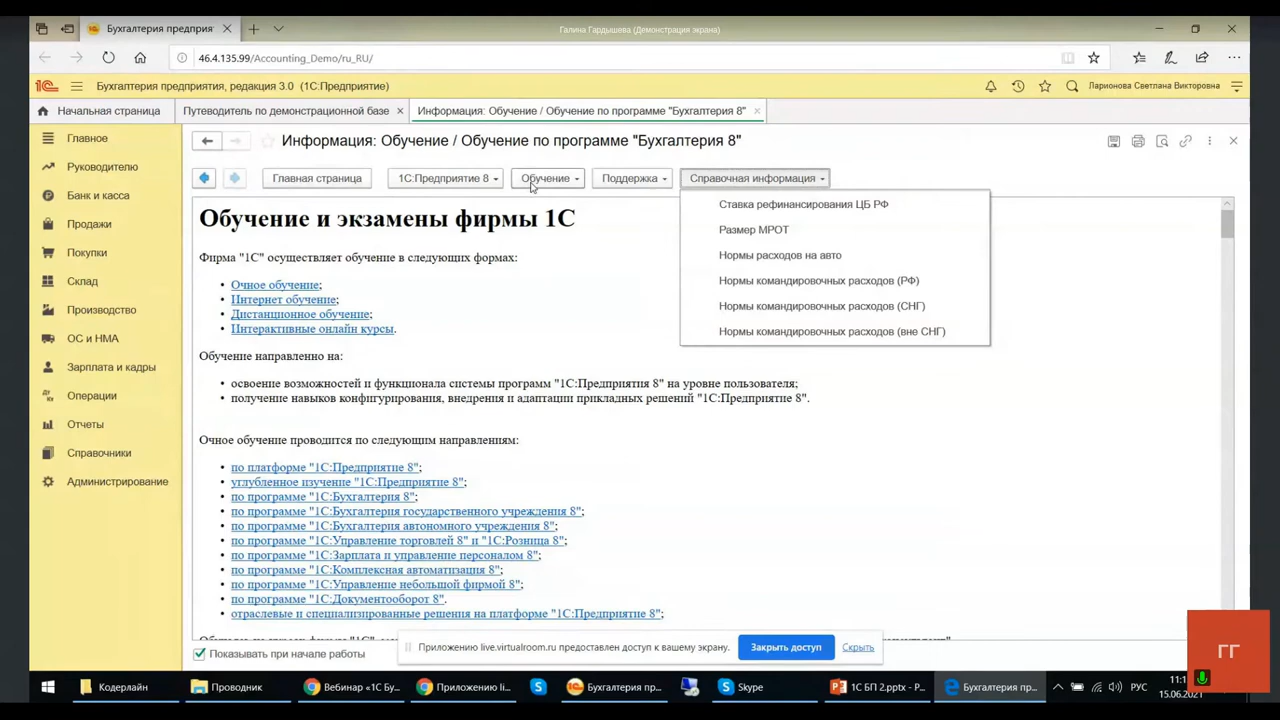 Бухгалтерия предприя
Галина Гардышева (Демонстрация экрана)
46.4.135.99/Accounting_Demo/ru_RU/
1С Бухгалтерия предприятия, редакция 3.0 (1С:Предприятие)
Ларионова Светлана Викторовна
Начальная страница
Путеводитель по демонстрационной базе
Информация: Обучение / Обучение по программе "Бухгалтерия 8"
Главное
Руководителю
Банк и касса
Продажи
Покупки
Склад
Производство
ОС и НМА
Зарплата и кадры
Операции
Отчеты
Справочники
Администрирование
Информация: Обучение / Обучение по программе "Бухгалтерия 8"
Главная страница
1С:Предприятие 8
Обучение
Поддержка
Справочная информация
Ставка рефинансирования ЦБ РФ
Размер МРОТ
Нормы расходов на авто
Нормы командировочных расходов (РФ)
Нормы командировочных расходов (СНГ)
Нормы командировочных расходов (вне СНГ)
Обучение и экзамены фирмы 1С
Фирма "1С" осуществляет обучение в следующих формах:
• Очное обучение;
• Интернет обучение;
• Дистанционное обучение;
• Интерактивные онлайн курсы.
Обучение направленно на:
• освоение возможностей и функционала системы программ "1С:Предприятия 8" на уровне пользователя;
• получение навыков конфигурирования, внедрения и адаптации прикладных решений "1С:Предприятие 8".
Очное обучение проводится по следующим направлениям:
• по платформе "1С:Предприятие 8";
• углубленное изучение "1С:Предприятие 8";
• по программе "1С:Бухгалтерия 8";
• по программе "1С:Бухгалтерия государственного учреждения 8";
• по программе "1С:Бухгалтерия автономного учреждения 8";
• по программе "1С:Управление торговлей 8" и "1С:Розница 8";
• по программе "1С:Зарплата и управление персоналом 8";
• по программе "1С:Комплексная автоматизация 8";
• по программе "1С:Управление небольшой фирмой 8";
• по программе "1С:Документооборот 8".
• отраслевые и специализированные решения на платформе "1С:Предприятие 8";
Показывать при начале работы
Приложению live.virtualroom.ru предоставлен доступ к вашему экрану.
Закрыть доступ
Скрыть
ГГ
Кодерлайн
Проводник
Вебинар «1С Бу...
Приложению li...
Бухгалтерия пр...
Skype
1С БП 2.pptx - P...
Бухгалтерия пр...
РУС
15.06.202